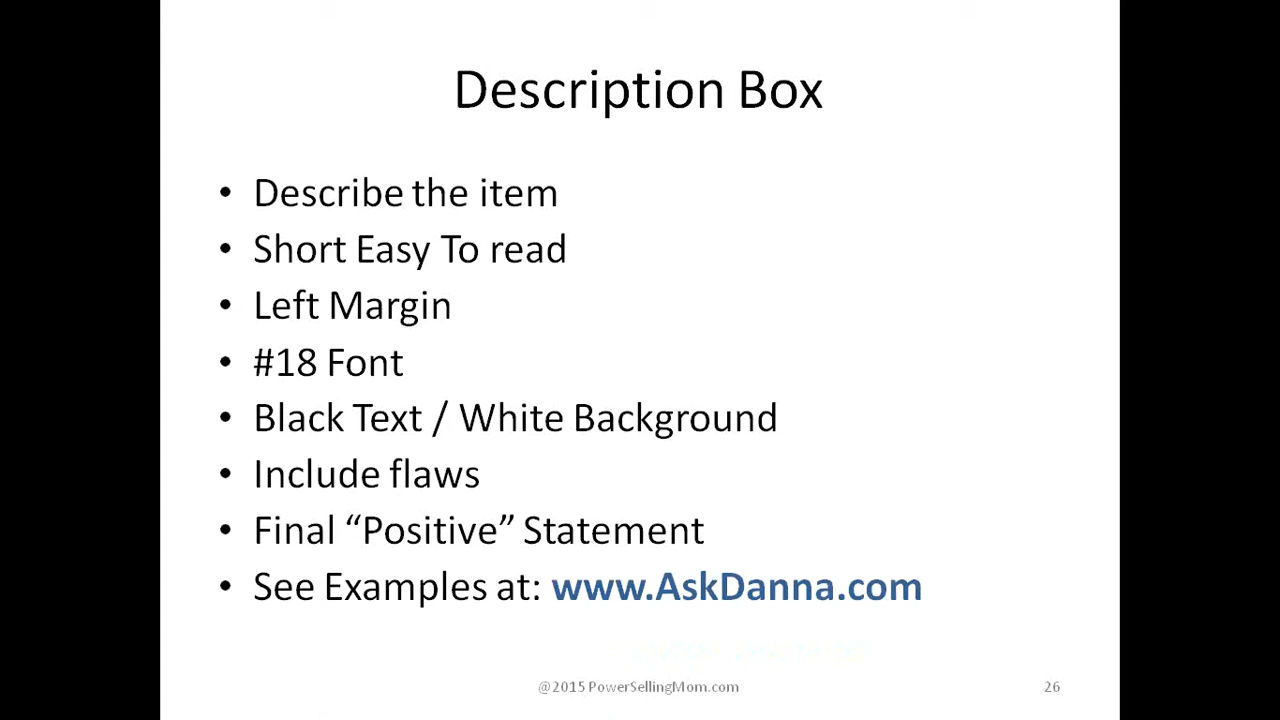 Description Box
• Describe the item
• Short Easy To read
• Left Margin
• #18 Font
• Black Text / White Background
• Include flaws
• Final “Positive” Statement
• See Examples at: www.AskDanna.com
@2015 PowerSellingMom.com
26